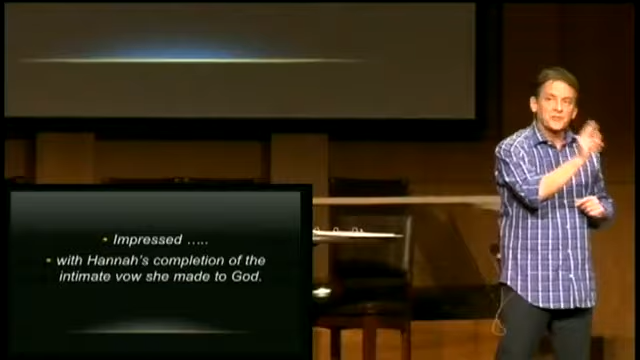 • Impressed …..
• with Hannah's completion of the
intimate vow she made to God.